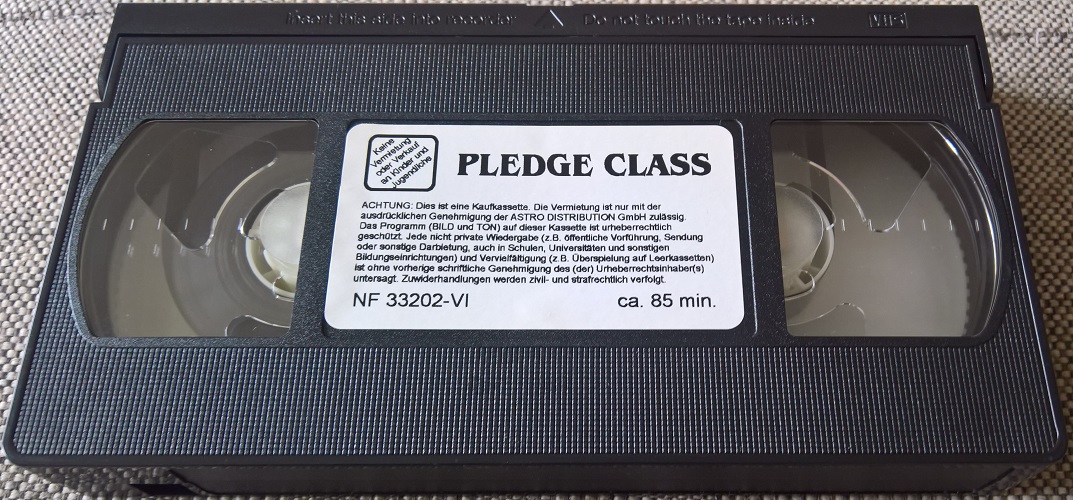 Insert this side into recorder
Do not touch the tape inside
VHS
Keine
Vermietung
oder Verkauf
an Kinder und
Jugendliche
PLEDGE CLASS
ACHTUNG: Dies ist eine Kaufkassette. Die Vermietung ist nur mit der
ausdrücklichen Genehmigung der ASTRO DISTRIBUTION GmbH zulässig.
Das Programm (BILD und TON) auf dieser Kassette ist urheberrechtlich
geschützt. Jede nicht private Wiedergabe (z.B. öffentliche Vorführung, Sendung
oder sonstige Darbietung, auch in Schulen, Universitäten und sonstigen
Bildungseinrichtungen) und Vervielfältigung (z.B. Überspielung auf Leerkassetten)
ist ohne vorherige schriftliche Genehmigung des (der) Urheberrechtsinhaber(s)
untersagt. Zuwiderhandlungen werden zivil- und strafrechtlich verfolgt.
NF 33202-VI
ca. 85 min.